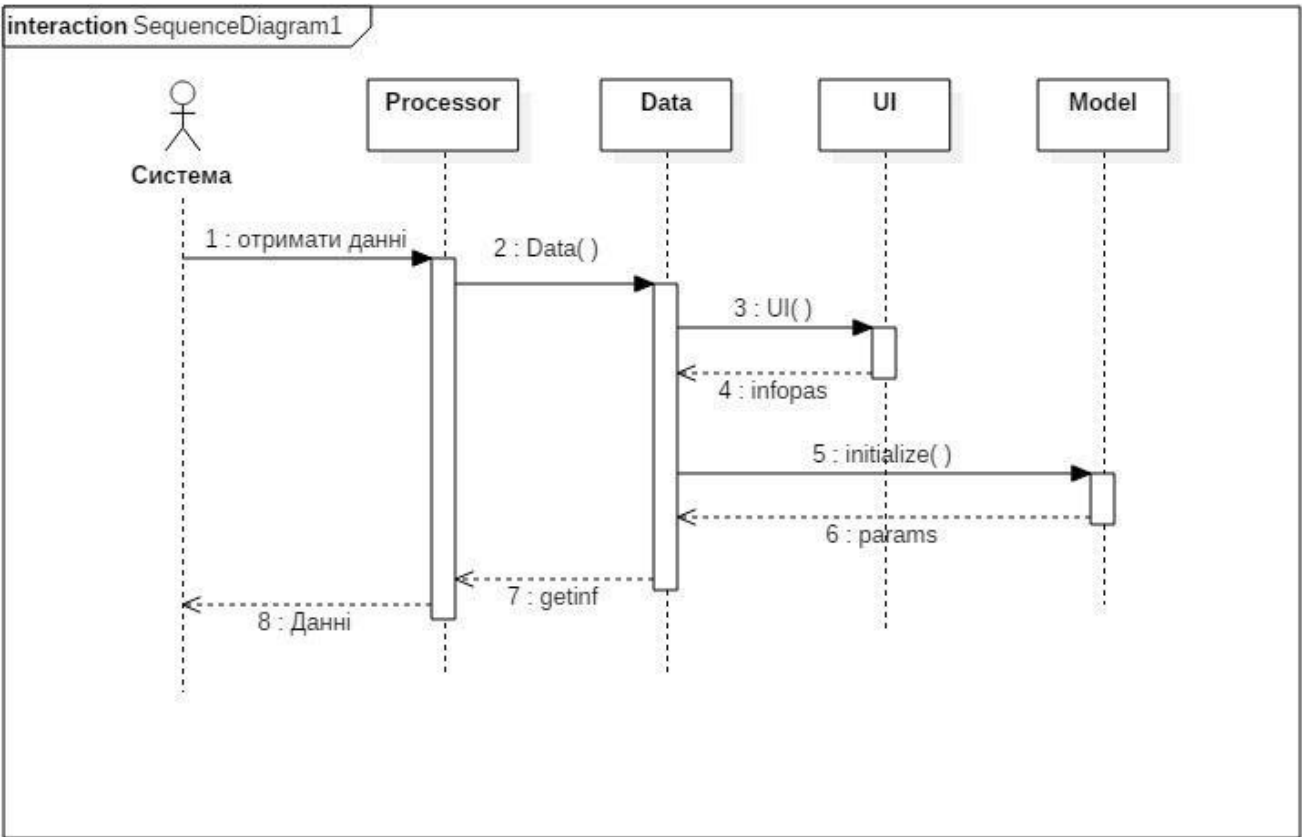 interaction SequenceDiagram1
Processor
Data
UI
Model
Система
1 : отримати данні
2 : Data( )
3 : UI( )
4 : infopas
5 : initialize( )
6 : params
7 : getinf
8 : Данні